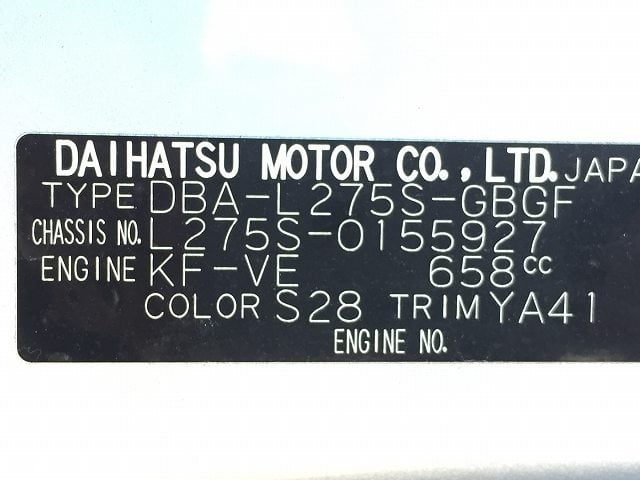 DAIHATSU MOTOR CO., LTD. JAPA
TYPE DBA-L275S-GBGF
CHASSIS NO. L275S-0155927
ENGINE KF-VE 658cc
COLOR S28 TRIM YA41
ENGINE NO.